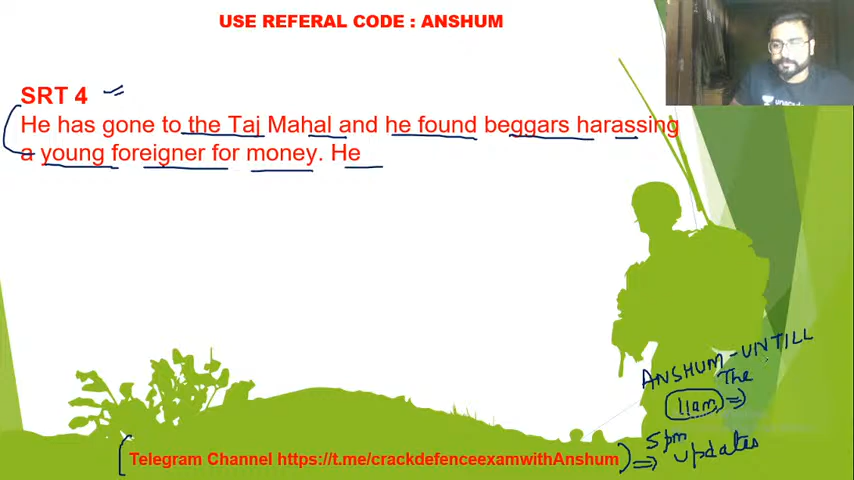 USE REFERAL CODE : ANSHUM
SRT 4
He has gone to the Taj Mahal and he found beggars harassing
a young foreigner for money. He
ANSHUM - UNTILL
The
11am
5pm
updates
Telegram Channel https://t.me/crackdefenceexamwithAnshum